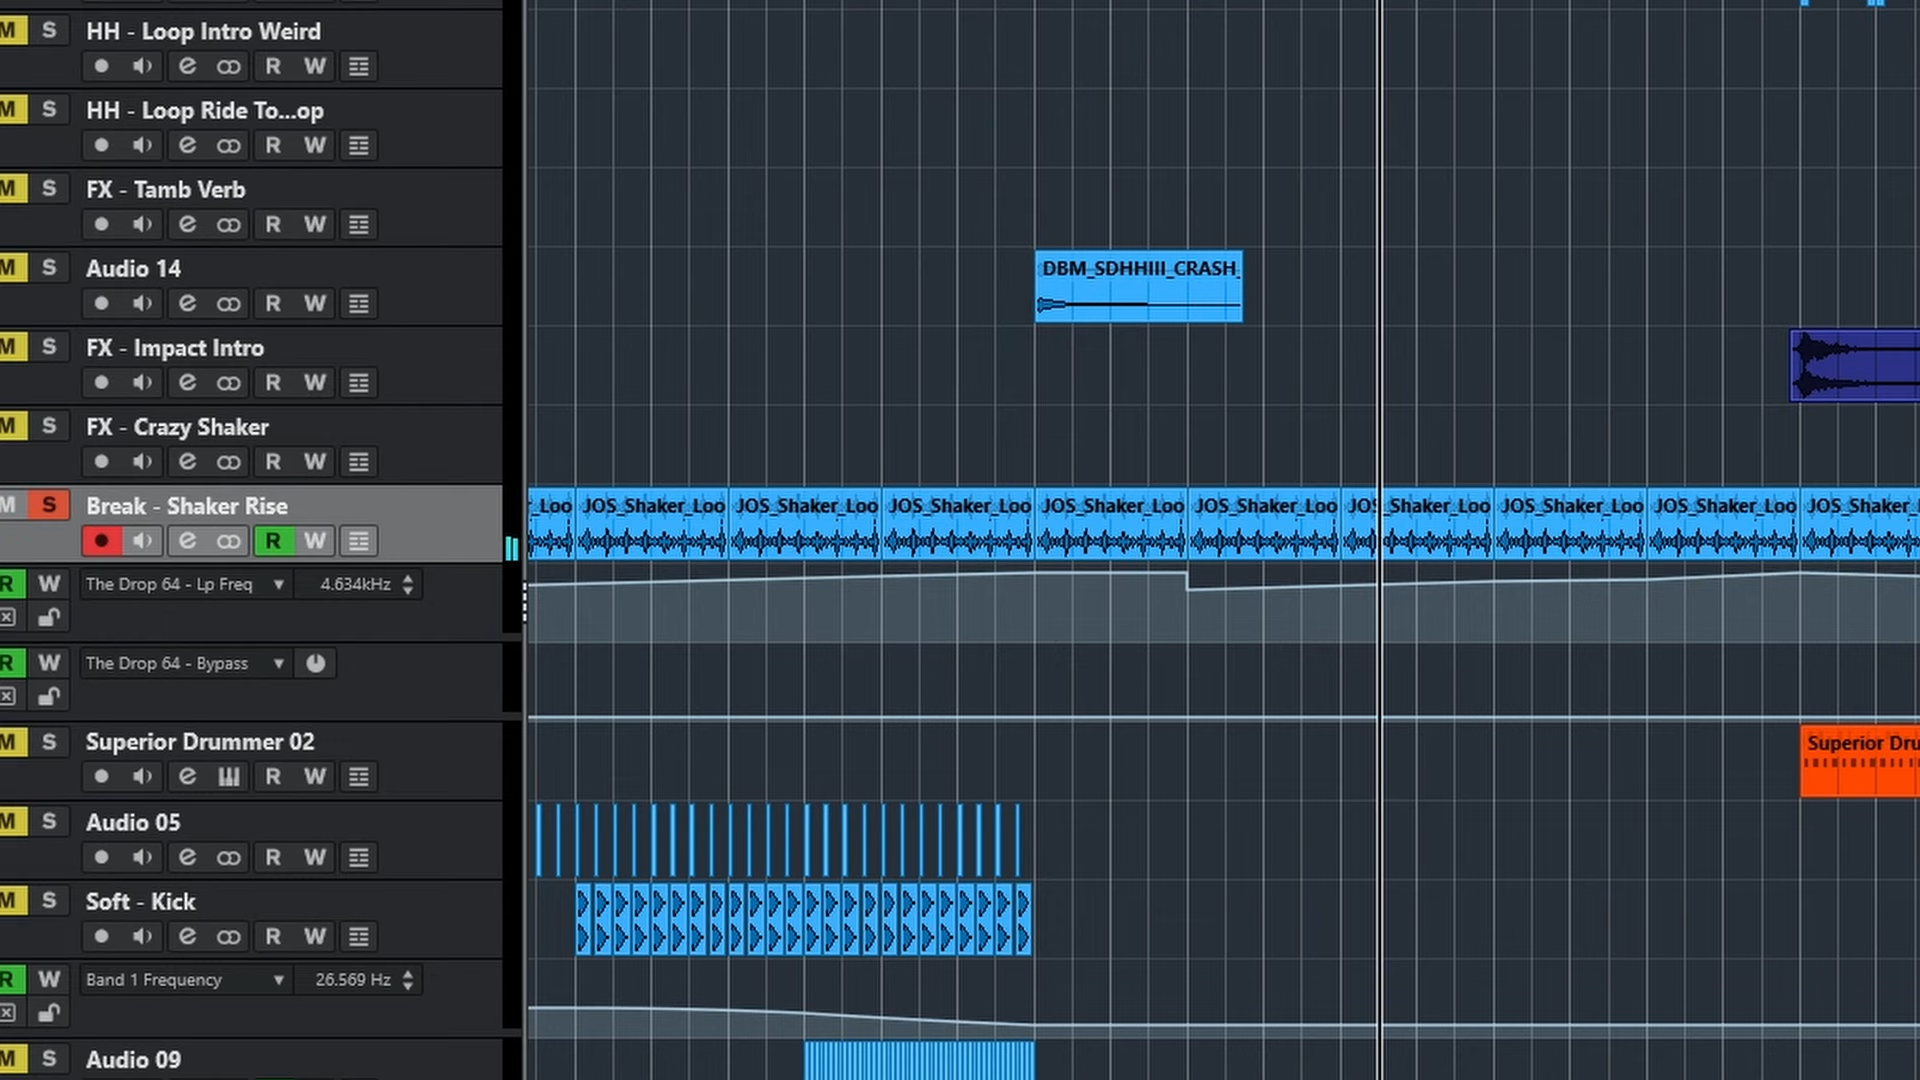 M S HH - Loop Intro Weird
R W
M S HH - Loop Ride To...op
R W
M S FX - Tamb Verb
R W
M S Audio 14
R W
DBM_SDHHIII_CRASH_
M S FX - Impact Intro
R W
M S FX - Crazy Shaker
R W
M S Break - Shaker Rise
R W
_Loo JOS_Shaker_Loo JOS_Shaker_Loo JOS_Shaker_Loo JOS_Shaker_Loo JOS_Shaker_Loo JOS_Shaker_Loo JOS_Shaker_Loo JOS_Shaker_Loo JOS_Shaker_
R W The Drop 64 - Lp Freq 4.634kHz
R W The Drop 64 - Bypass
M S Superior Drummer 02
R W
Superior Dru
M S Audio 05
R W
M S Soft - Kick
R W
R W Band 1 Frequency 26.569 Hz
M S Audio 09